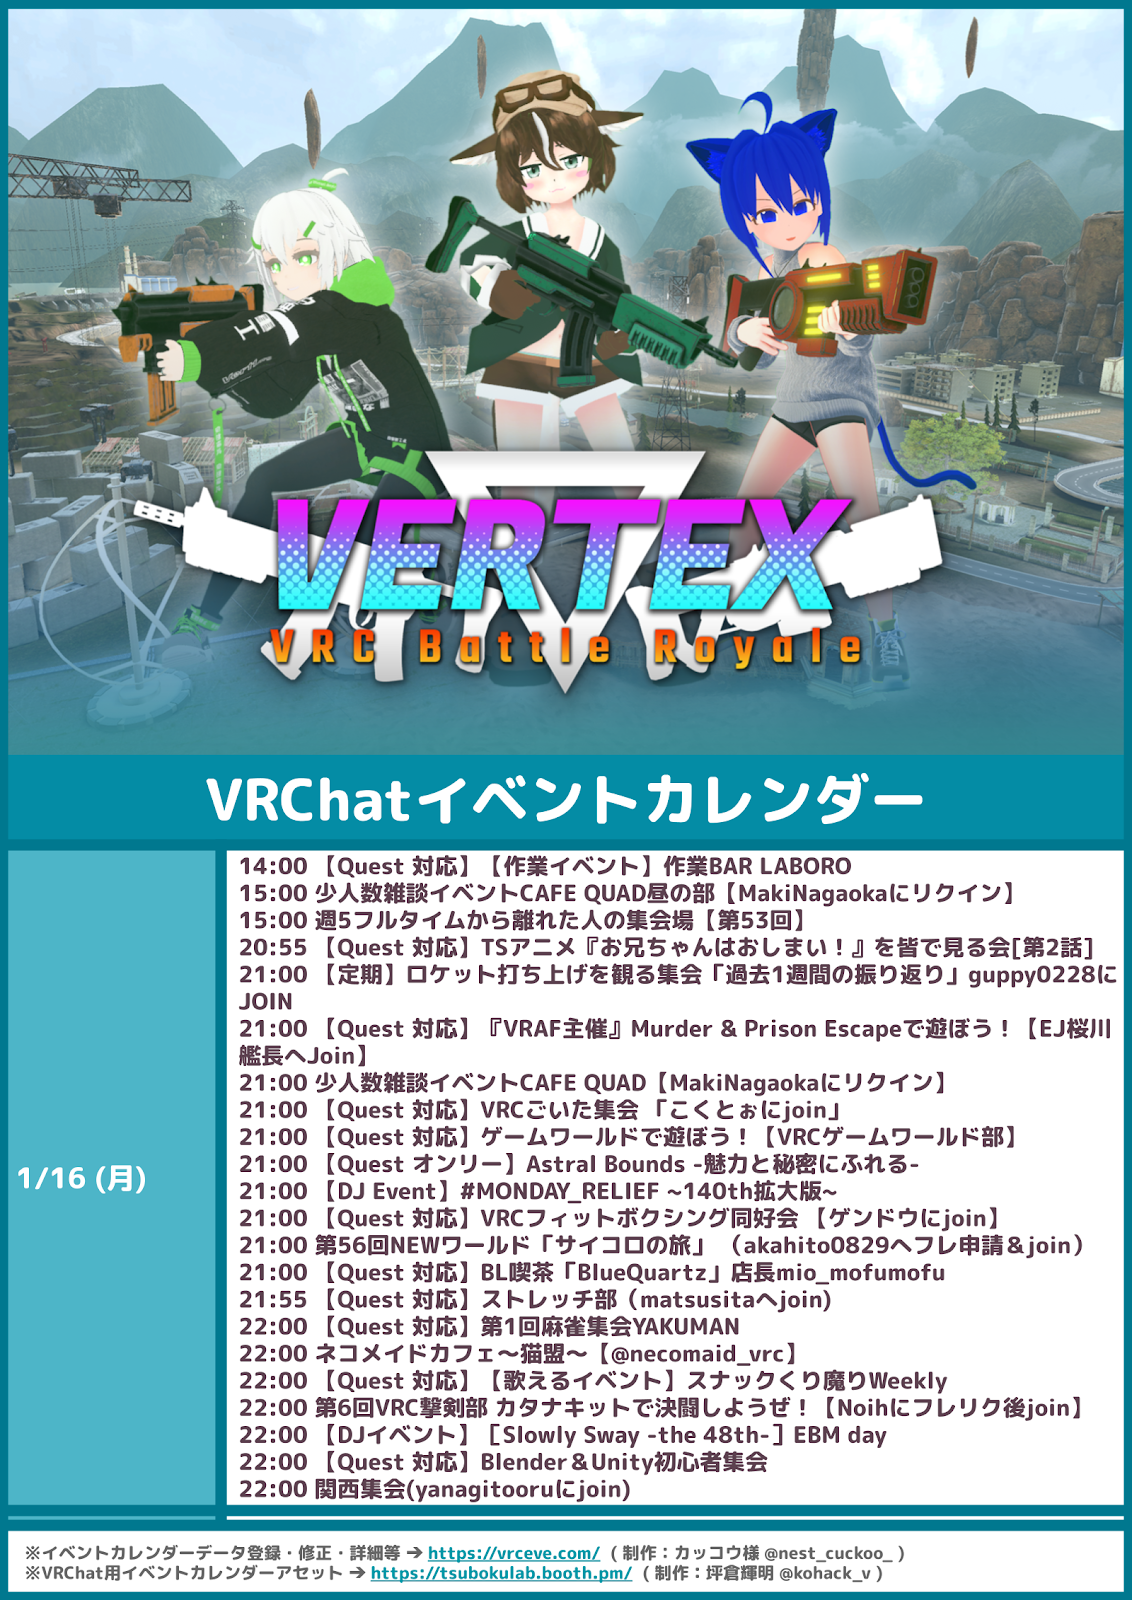 VERTEX
VRC Battle Royale
VRChatイベントカレンダー
1/16 (月)
14:00 【Quest 対応】【作業イベント】作業BAR LABORO
15:00 少人数雑談イベントCAFE QUAD昼の部【MakiNagaokaにリクイン】
15:00 週5フルタイムから離れた人の集会場【第53回】
20:55 【Quest 対応】TSアニメ『お兄ちゃんはおしまい！』を皆で見る会[第2話]
21:00 【定期】ロケット打ち上げを観る集会「過去1週間の振り返り」guppy0228に
JOIN
21:00 【Quest 対応】『VRAF主催』Murder & Prison Escapeで遊ぼう！【EJ桜川
艦長へJoin】
21:00 少人数雑談イベントCAFE QUAD【MakiNagaokaにリクイン】
21:00 【Quest 対応】VRCごいた集会 「こくとぉにjoin」
21:00 【Quest 対応】ゲームワールドで遊ぼう！【VRCゲームワールド部】
21:00 【Quest オンリー】Astral Bounds -魅力と秘密にふれる-
21:00 【DJ Event】#MONDAY_RELIEF ~140th拡大版~
21:00 【Quest 対応】VRCフィットボクシング同好会 【ゲンドウにjoin】
21:00 第56回NEWワールド「サイコロの旅」 （akahito0829へフレ申請＆join）
21:00 【Quest 対応】BL喫茶「BlueQuartz」店長mio_mofumofu
21:55 【Quest 対応】ストレッチ部（matsusitaへjoin)
22:00 【Quest 対応】第1回麻雀集会YAKUMAN
22:00 ネコメイドカフェ～猫盟～【@necomaid_vrc】
22:00 【Quest 対応】【歌えるイベント】スナックくり魔りWeekly
22:00 第6回VRC撃剣部 カタナキットで決闘しようぜ！【Noihにフレリク後join】
22:00 【DJイベント】［Slowly Sway -the 48th-］EBM day
22:00 【Quest 対応】Blender＆Unity初心者集会
22:00 関西集会(yanagitooruにjoin)
※イベントカレンダーデータ登録・修正・詳細等 ➔ https://vrceve.com/ （制作：カッコウ様 @nest_cuckoo_ ）
※VRChat用イベントカレンダーアセット ➔ https://tsubokulab.booth.pm/ （制作：坪倉輝明 @kohack_v ）